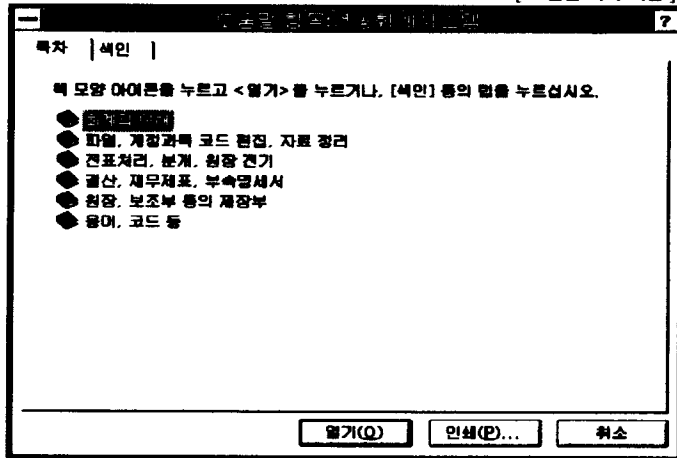 ?
목차 색인
책 모양 아이콘을 누르고 <열기>를 누르거나, [색인] 등의 탭을 누르십시오.
파일, 계정과목 코드 편집, 자료 정리
전표처리, 분개, 원장 전기
결산, 재무제표, 부속명세서
원장, 보조부 등의 제장부
용어, 코드 등
열기(O) 인쇄(P)... 취소